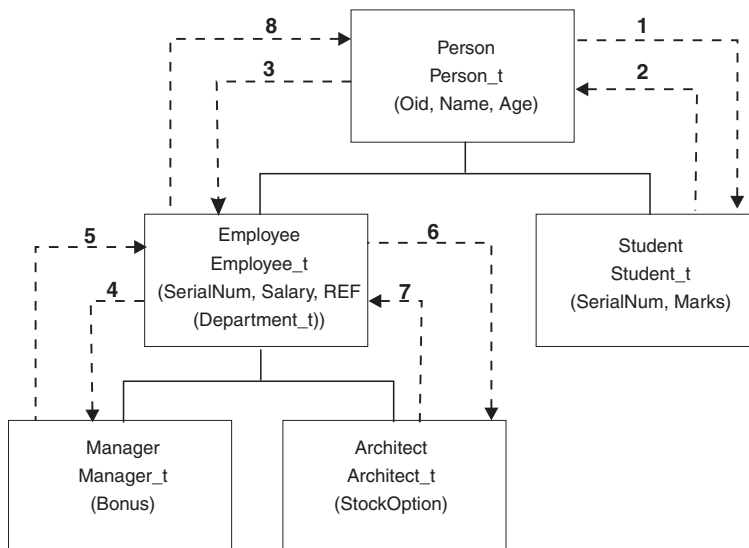 8
1
3
2
Person
Person_t
(Oid, Name, Age)
5
6
4
7
Employee
Employee_t
(SerialNum, Salary, REF
(Department_t))
Student
Student_t
(SerialNum, Marks)
Manager
Manager_t
(Bonus)
Architect
Architect_t
(StockOption)